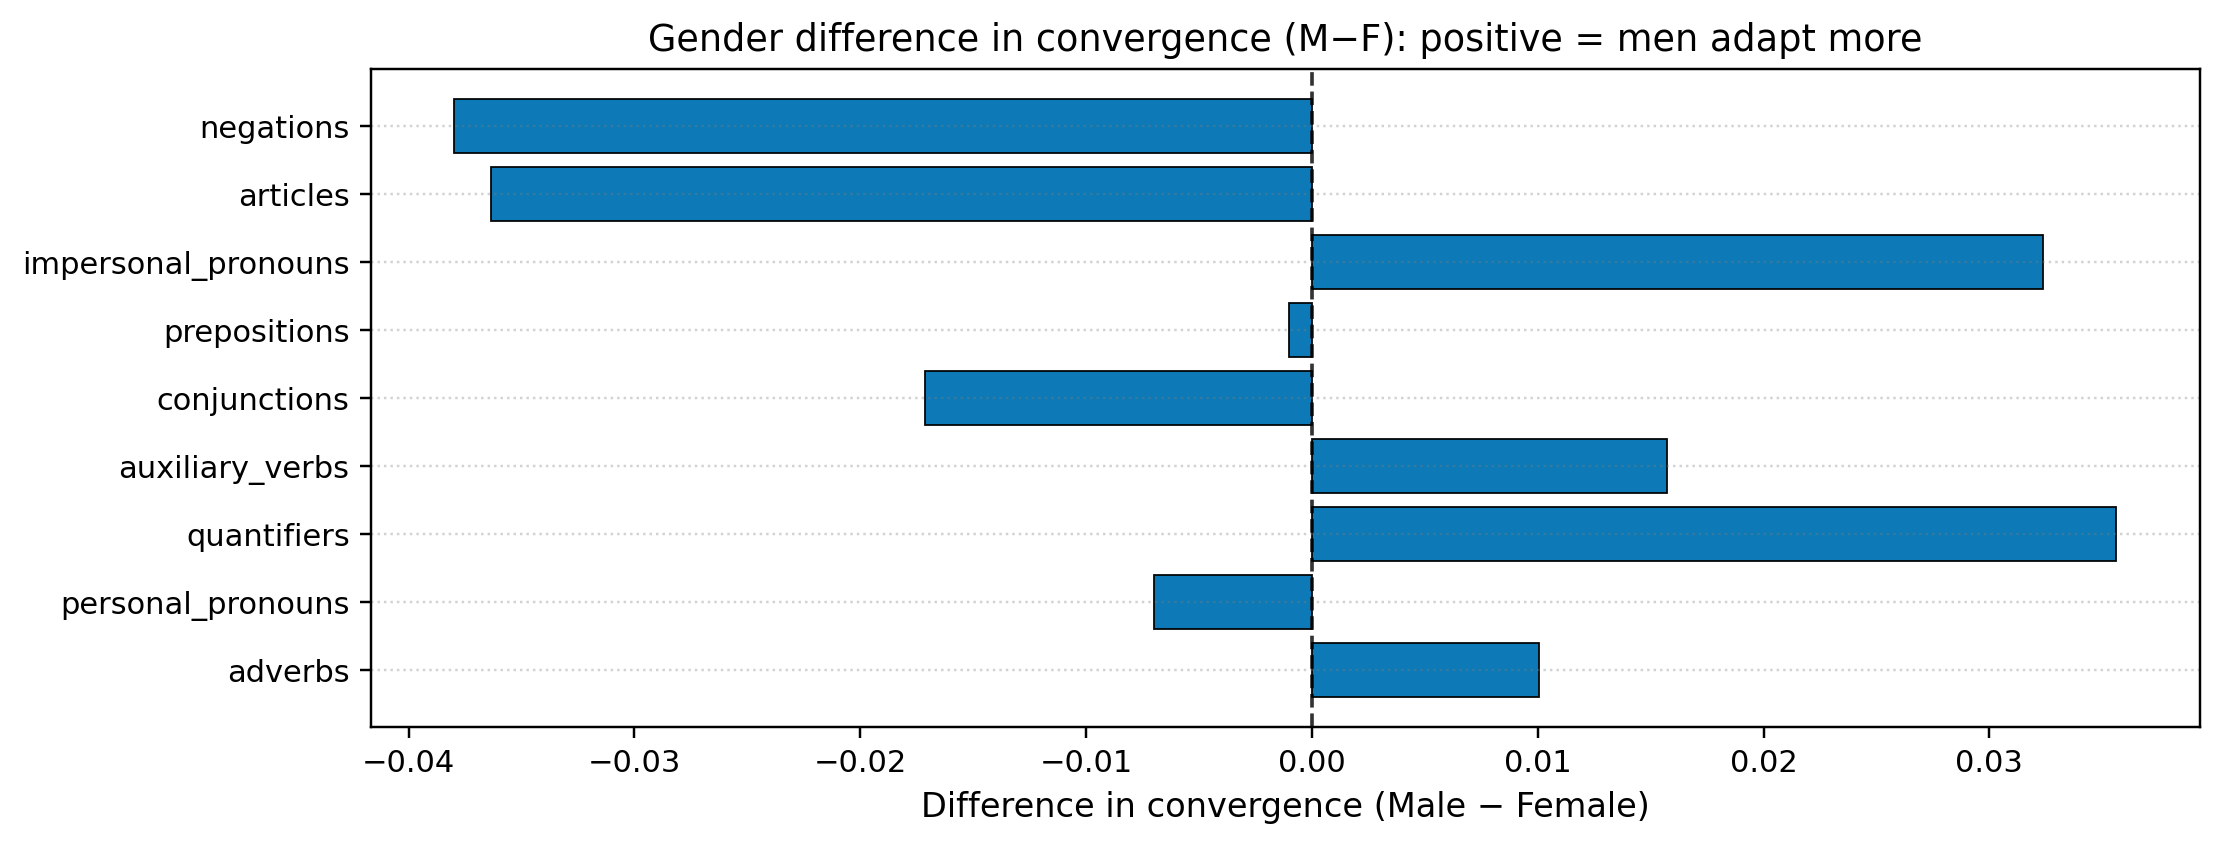 Gender difference in convergence (M−F): positive = men adapt more
negations
articles
impersonal_pronouns
prepositions
conjunctions
auxiliary_verbs
quantifiers
personal_pronouns
adverbs
−0.04 −0.03 −0.02 −0.01 0.00 0.01 0.02 0.03
Difference in convergence (Male − Female)